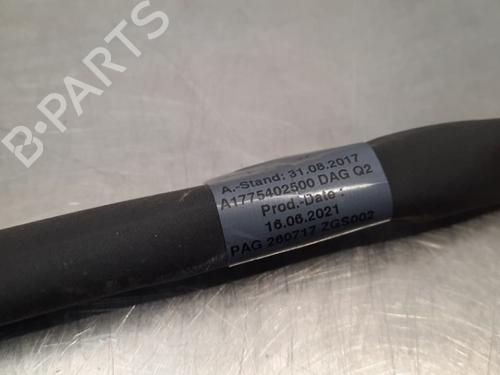 B-PARTS
A.-Stand: 31.08.2017
A1775402500 DAG Q2
Prod.-Date :
16.06.2021
PAG 260717 ZGS002